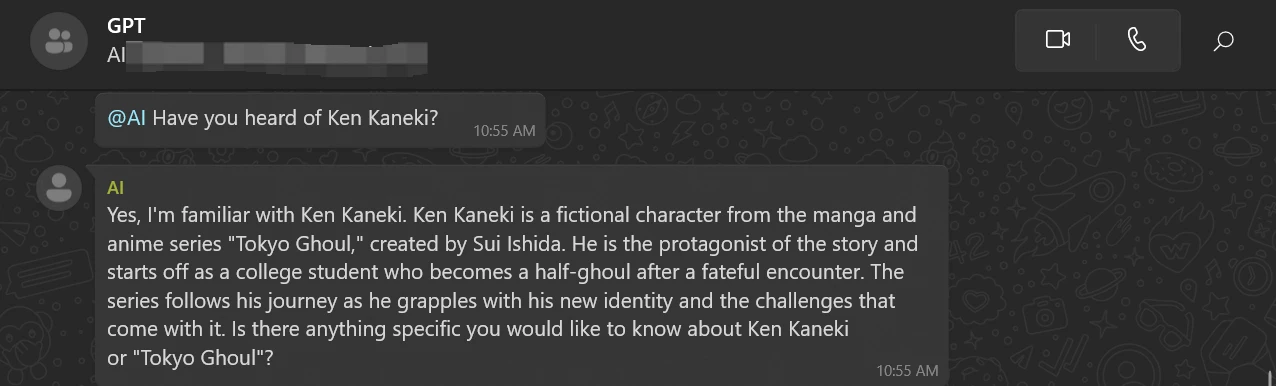 GPT
AI
@AI Have you heard of Ken Kaneki?
10:55 AM
AI
Yes, I'm familiar with Ken Kaneki. Ken Kaneki is a fictional character from the manga and
anime series "Tokyo Ghoul," created by Sui Ishida. He is the protagonist of the story and
starts off as a college student who becomes a half-ghoul after a fateful encounter. The
series follows his journey as he grapples with his new identity and the challenges that
come with it. Is there anything specific you would like to know about Ken Kaneki
or "Tokyo Ghoul"?
10:55 AM